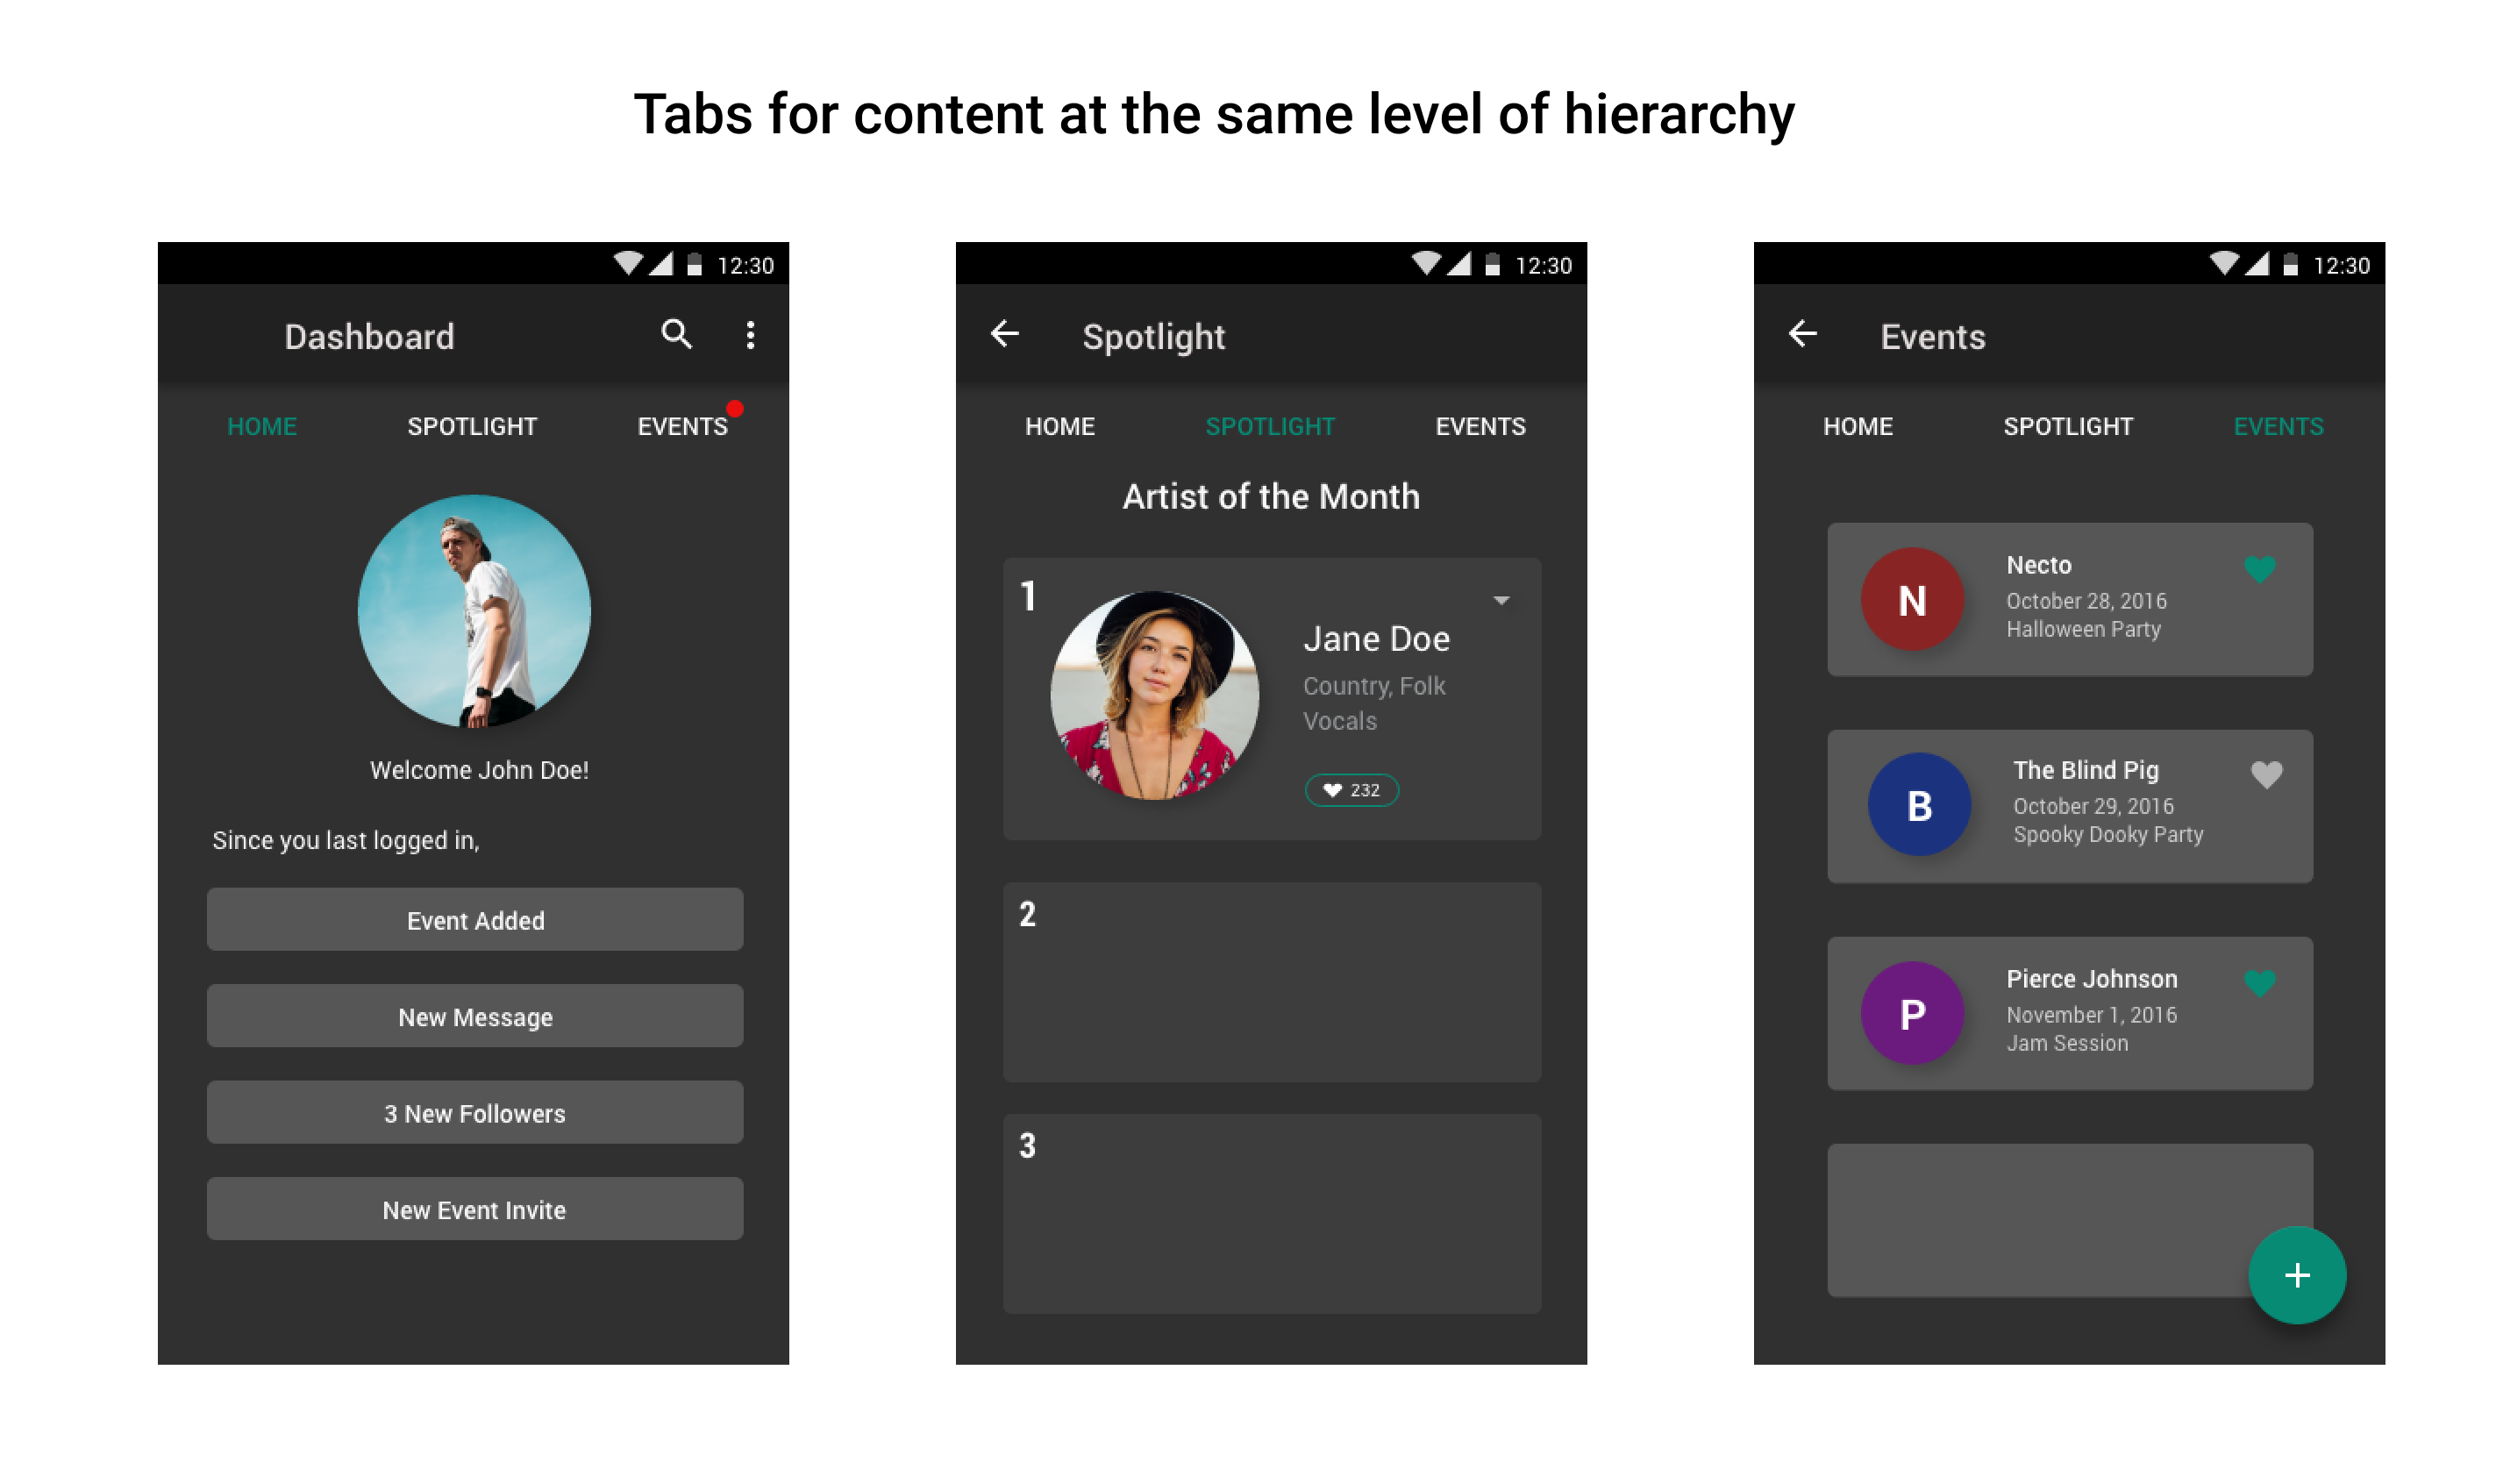 Tabs for content at the same level of hierarchy
12:30
Dashboard
HOME SPOTLIGHT EVENTS
Welcome John Doe!
Since you last logged in,
Event Added
New Message
3 New Followers
New Event Invite
12:30
Spotlight
HOME SPOTLIGHT EVENTS
Artist of the Month
1
Jane Doe
Country, Folk
Vocals
232
2
3
12:30
Events
HOME SPOTLIGHT EVENTS
N
Necto
October 28, 2016
Halloween Party
B
The Blind Pig
October 29, 2016
Spooky Dooky Party
P
Pierce Johnson
November 1, 2016
Jam Session
+